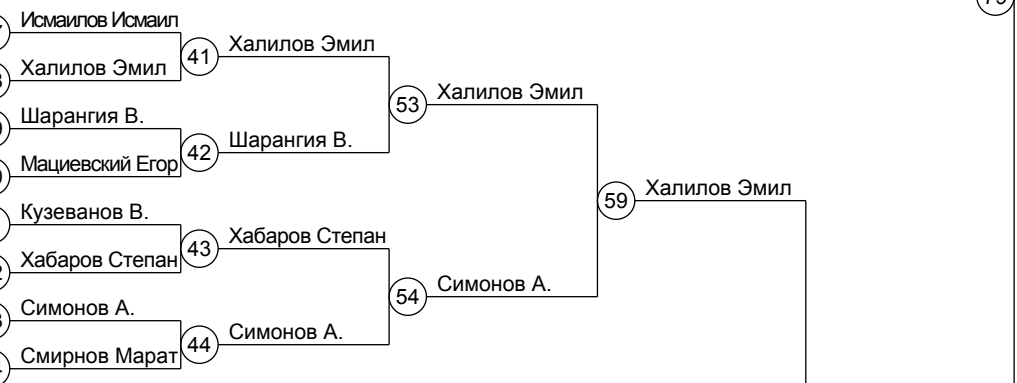 Исмаилов Исмаил
41
Халилов Эмил
Халилов Эмил
53
Халилов Эмил
Шарангия В.
42
Шарангия В.
Мациевский Егор
59
Халилов Эмил
Кузеванов В.
43
Хабаров Степан
Хабаров Степан
54
Симонов А.
Симонов А.
44
Симонов А.
Смирнов Марат